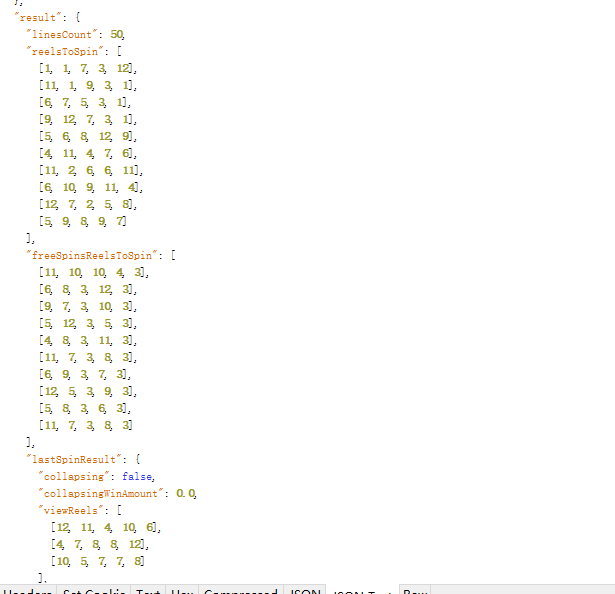 },
"result": {
"linesCount": 50,
"reelsToSpin": [
[1, 1, 7, 3, 12],
[11, 1, 9, 3, 1],
[6, 7, 5, 3, 1],
[9, 12, 7, 3, 1],
[5, 6, 8, 12, 9],
[4, 11, 4, 7, 6],
[11, 2, 6, 6, 11],
[6, 10, 9, 11, 4],
[12, 7, 2, 5, 8],
[5, 9, 8, 9, 7]
],
"freeSpinsReelsToSpin": [
[11, 10, 10, 4, 3],
[6, 8, 3, 12, 3],
[9, 7, 3, 10, 3],
[5, 12, 3, 5, 3],
[4, 8, 3, 11, 3],
[11, 7, 3, 8, 3],
[6, 9, 3, 7, 3],
[12, 5, 3, 9, 3],
[5, 8, 3, 6, 3],
[11, 7, 3, 8, 3]
],
"lastSpinResult": {
"collapsing": false,
"collapsingWinAmount": 0.0,
"viewReels": [
[12, 11, 4, 10, 6],
[4, 7, 8, 8, 12],
[10, 5, 7, 7, 8]
],
Headers Set Cookie Text Hex Compressed JSON JSON Text Raw